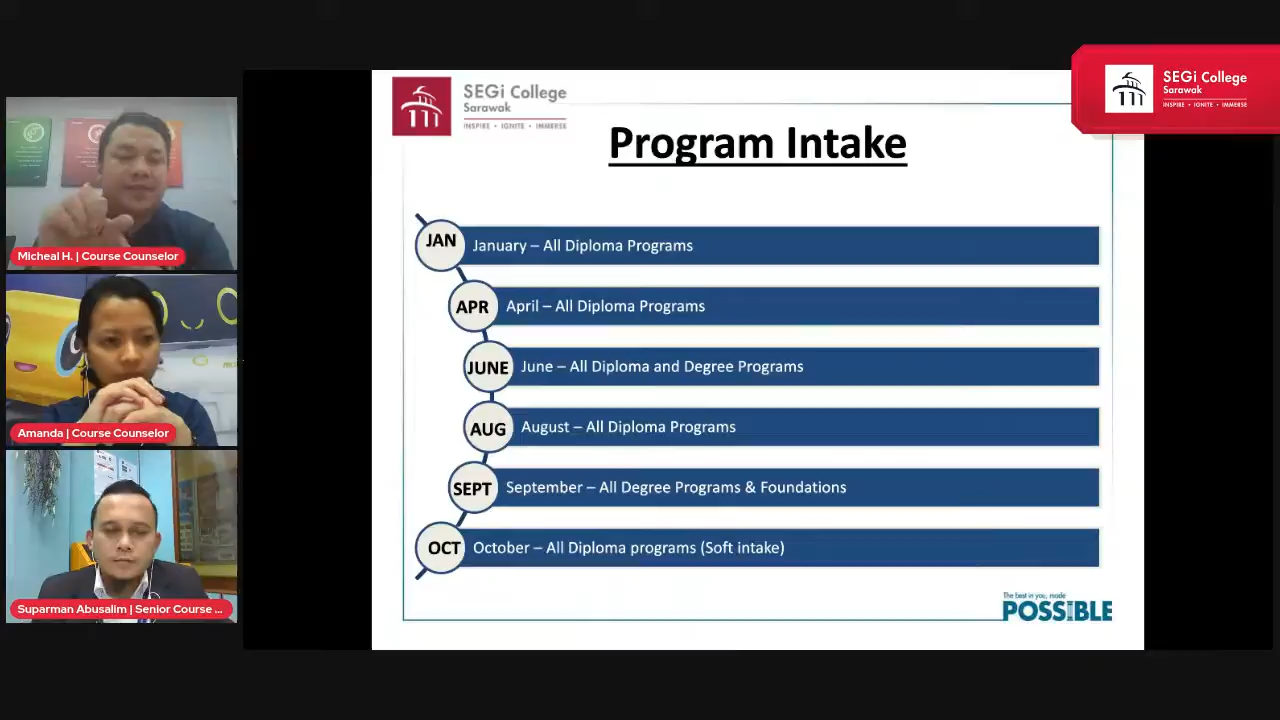 SEGi College
Sarawak
INSPIRE • IGNITE • IMMERSE
SEGi College
Sarawak
INSPIRE • IGNITE • IMMERSE
Program Intake
JAN
January – All Diploma Programs
APR
April – All Diploma Programs
JUNE
June – All Diploma and Degree Programs
AUG
August – All Diploma Programs
SEPT
September – All Degree Programs & Foundations
OCT
October – All Diploma programs (Soft intake)
The best in you, made
POSSIBLE
Micheal H. | Course Counselor
Amanda | Course Counselor
Suparman Abusalim | Senior Course ...